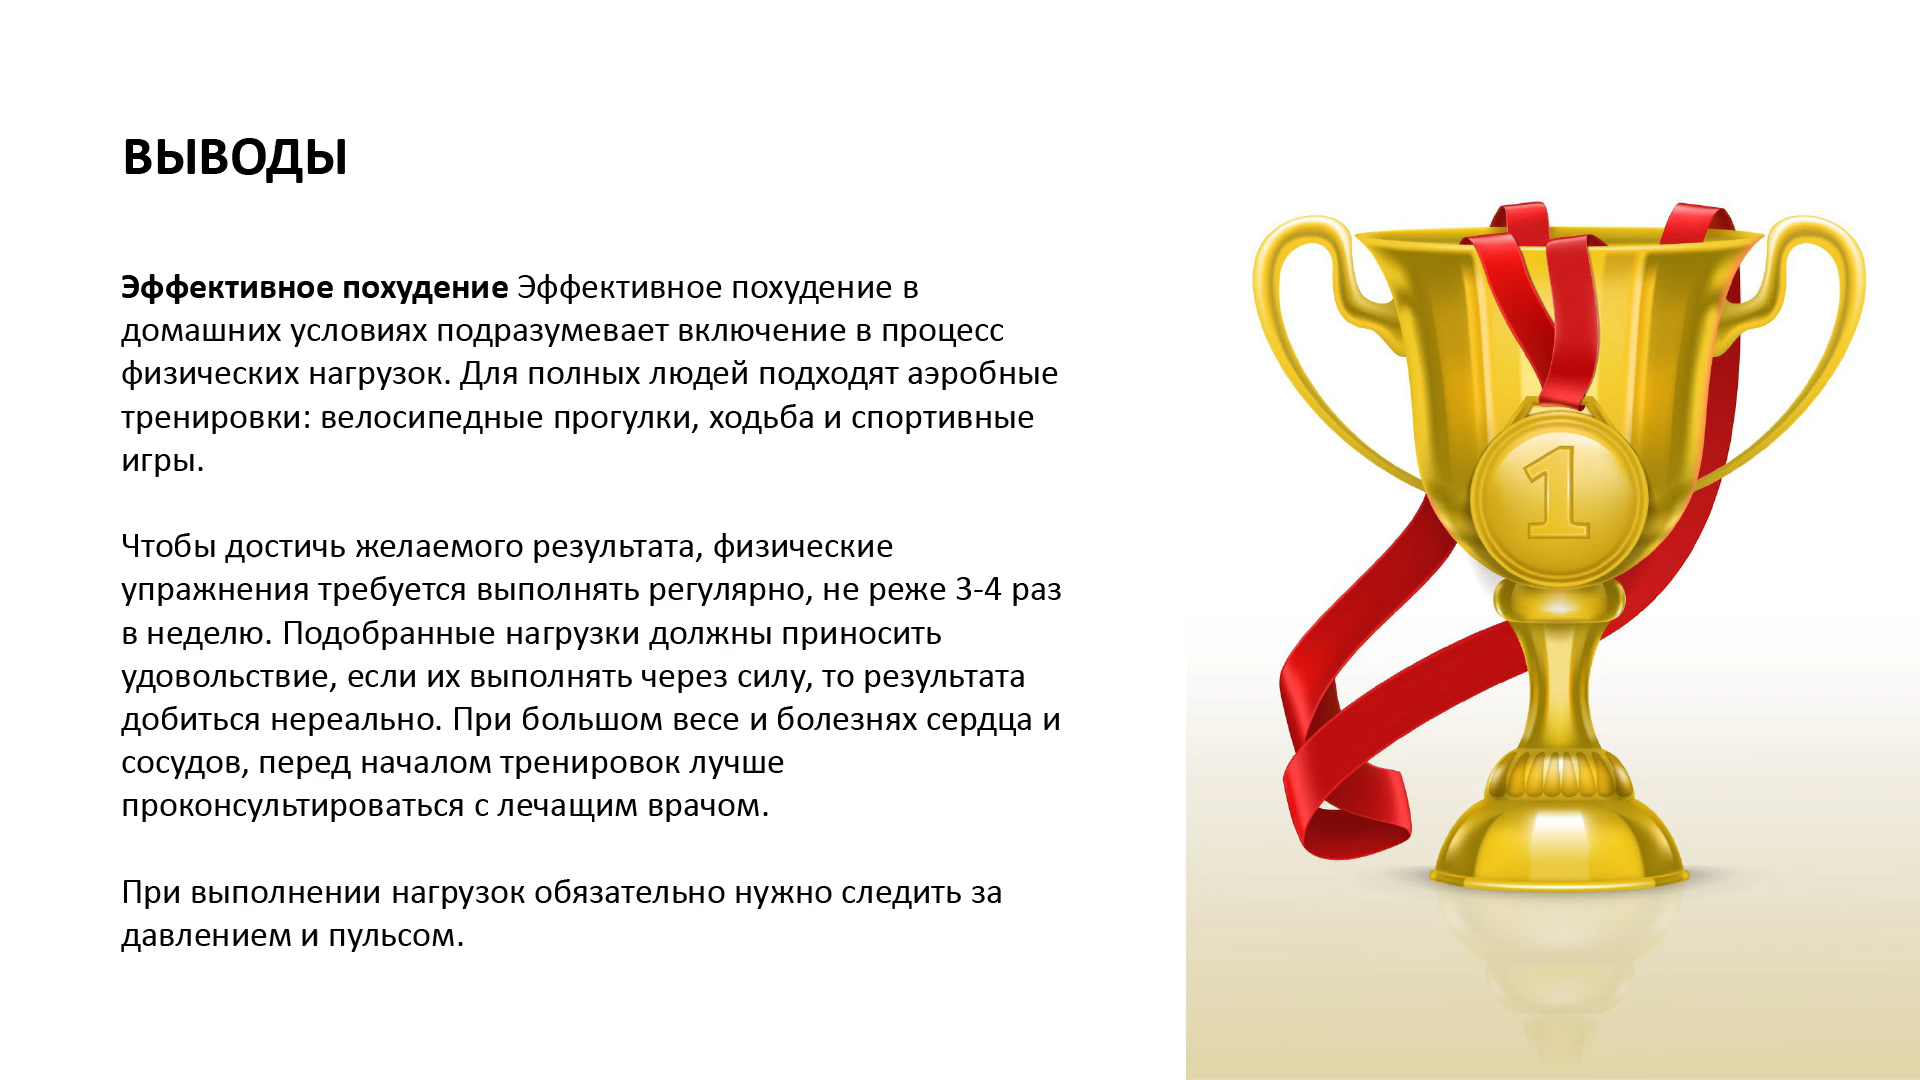 ВЫВОДЫ
Эффективное похудение Эффективное похудение в
домашних условиях подразумевает включение в процесс
физических нагрузок. Для полных людей подходят аэробные
тренировки: велосипедные прогулки, ходьба и спортивные
игры.
Чтобы достичь желаемого результата, физические
упражнения требуется выполнять регулярно, не реже 3-4 раз
в неделю. Подобранные нагрузки должны приносить
удовольствие, если их выполнять через силу, то результата
добиться нереально. При большом весе и болезнях сердца и
сосудов, перед началом тренировок лучше
проконсультироваться с лечащим врачом.
При выполнении нагрузок обязательно нужно следить за
давлением и пульсом.
1